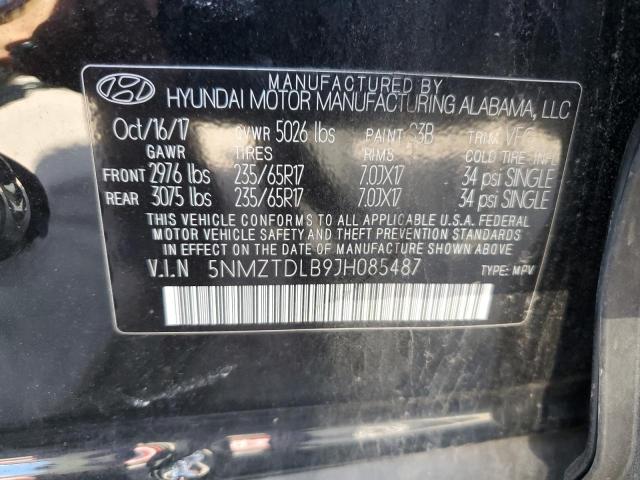 MANUFACTURED BY
HYUNDAI MOTOR MANUFACTURING ALABAMA, LLC
Oct/16/17 GVWR 5026 lbs PAINT S3B TRIM
GAWR TIRES RIMS COLD TIRE INFL
FRONT 2976 lbs 235/65R17 7.0JX17 34 psi SINGLE
REAR 3075 lbs 235/65R17 7.0JX17 34 psi SINGLE
THIS VEHICLE CONFORMS TO ALL APPLICABLE U.S.A. FEDERAL
MOTOR VEHICLE SAFETY AND THEFT PREVENTION STANDARDS
IN EFFECT ON THE DATE OF MANUFACTURE SHOWN ABOVE.
V.I.N 5NMZTDLB9JH085487 TYPE: MPV